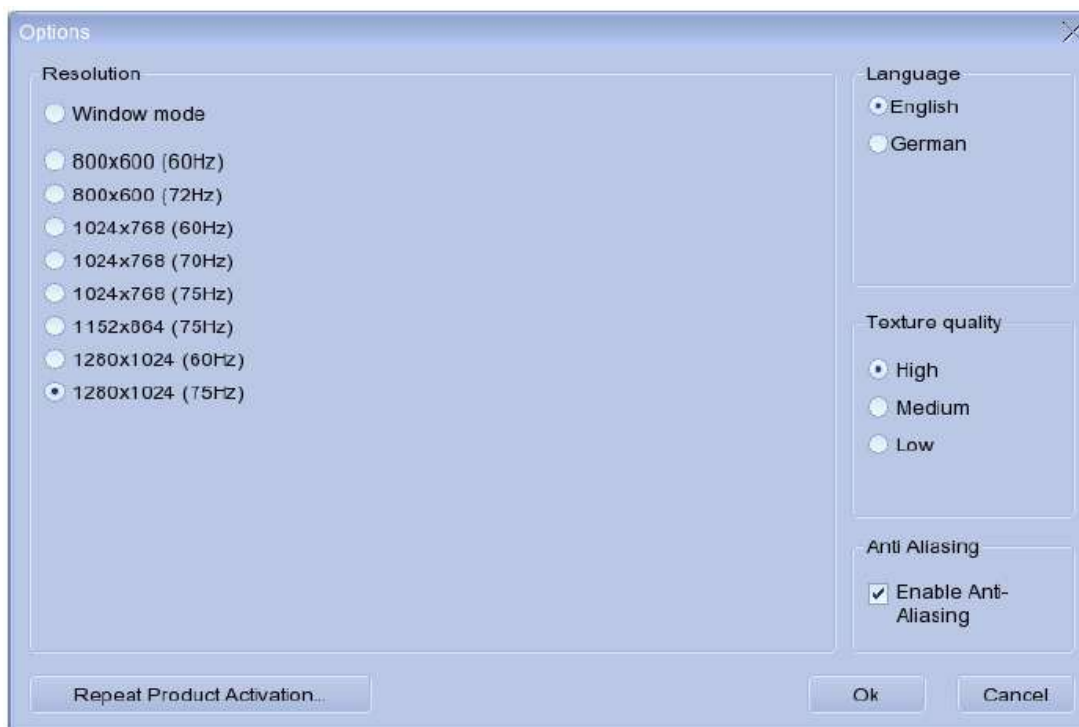 Options
Resolution
Window mode
800x600 (60Hz)
800x600 (72Hz)
1024x768 (60Hz)
1024x768 (70Hz)
1024x768 (75Hz)
1152x864 (75Hz)
1280x1024 (60Hz)
1280x1024 (75Hz)
Language
English
German
Texture quality
High
Medium
Low
Anti Aliasing
Enable Anti-
Aliasing
Repeat Product Activation...
Ok
Cancel